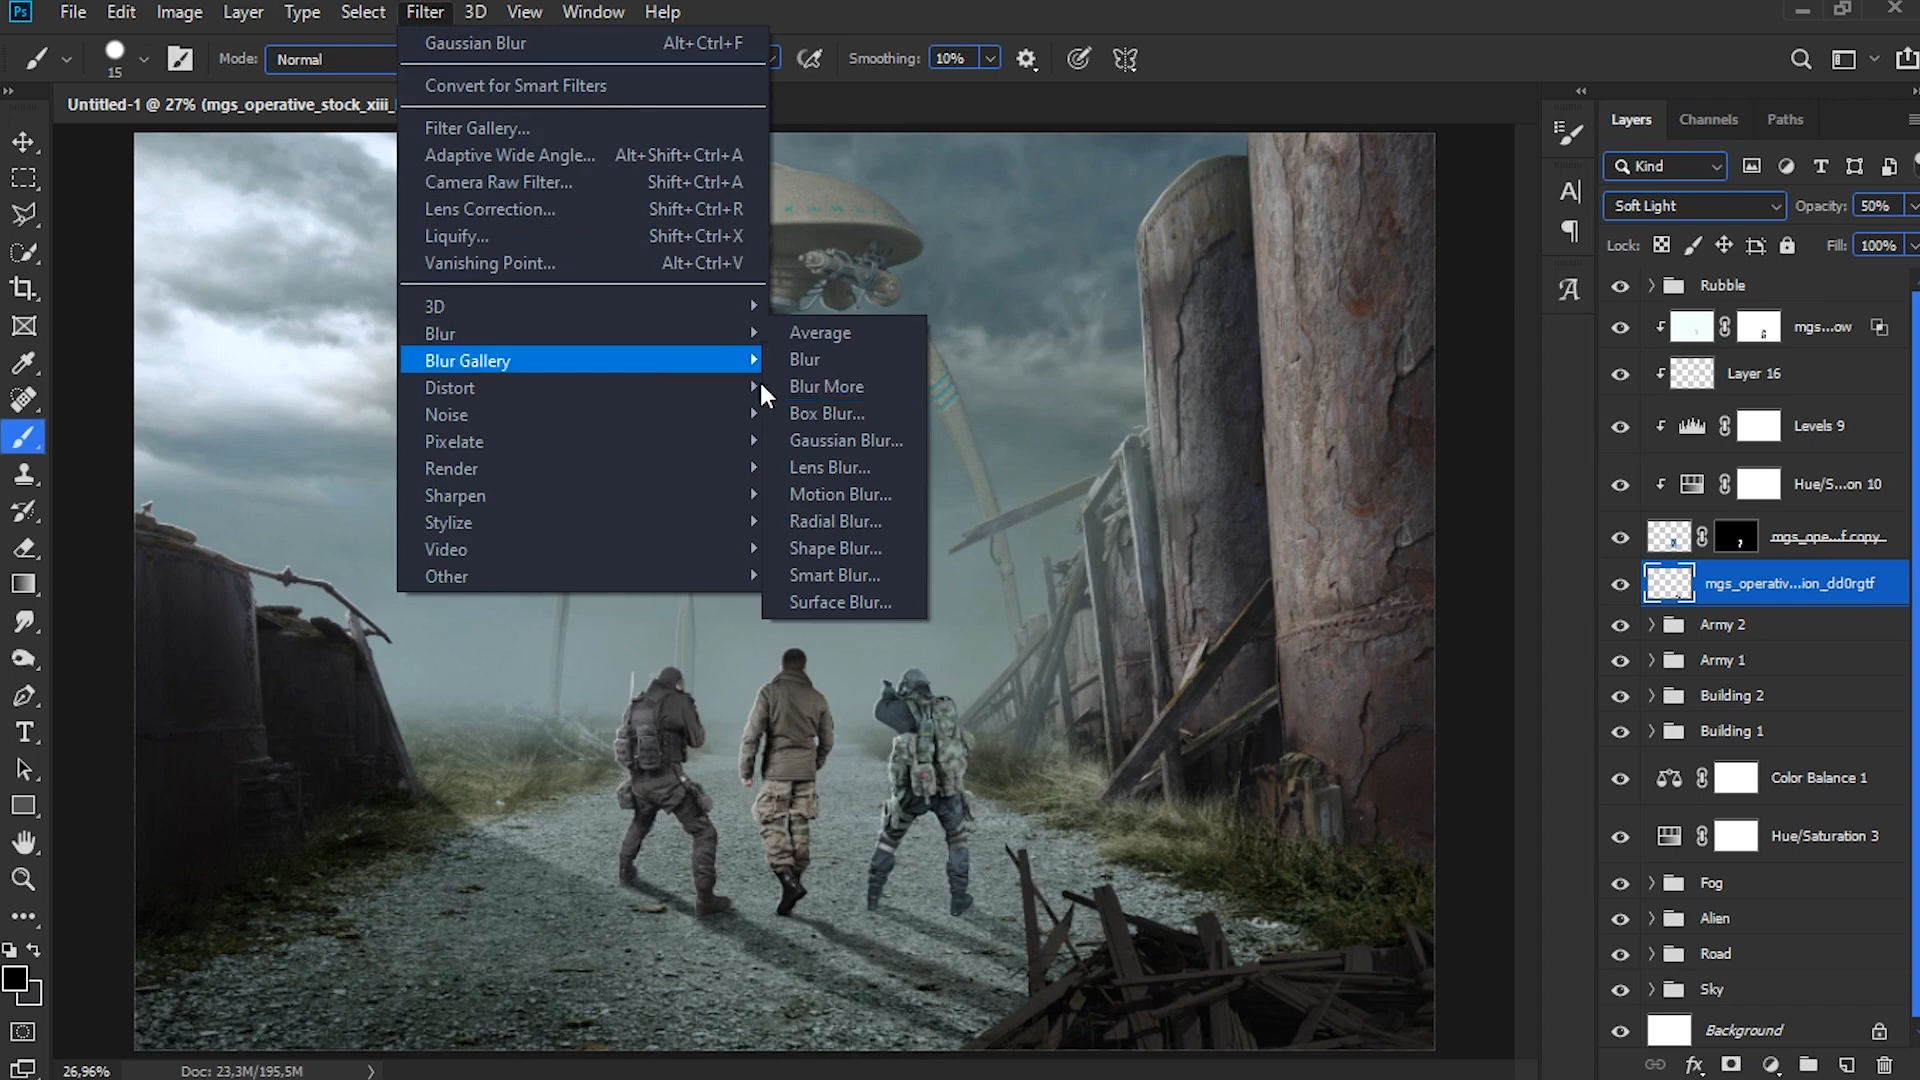 Ps File Edit Image Layer Type Select Filter 3D View Window Help
15 Mode: Normal Smoothing: 10%
Untitled-1 @ 27% (mgs_operative_stock_xiii_
Gaussian Blur Alt+Ctrl+F
Convert for Smart Filters
Filter Gallery...
Adaptive Wide Angle... Alt+Shift+Ctrl+A
Camera Raw Filter... Shift+Ctrl+A
Lens Correction... Shift+Ctrl+R
Liquify... Shift+Ctrl+X
Vanishing Point... Alt+Ctrl+V
3D
Blur
Blur Gallery
Distort
Noise
Pixelate
Render
Sharpen
Stylize
Video
Other
Average
Blur
Blur More
Box Blur...
Gaussian Blur...
Lens Blur...
Motion Blur...
Radial Blur...
Shape Blur...
Smart Blur...
Surface Blur...
Layers Channels Paths
Kind
Soft Light Opacity: 50%
Lock: Fill: 100%
Rubble
mgs...ow
Layer 16
Levels 9
Hue/S...on 10
mgs_ope...f copy
mgs_operativ...ion_dd0rgtf
Army 2
Army 1
Building 2
Building 1
Color Balance 1
Hue/Saturation 3
Fog
Alien
Road
Sky
Background
26,96% Doc: 23,3M/195,5M